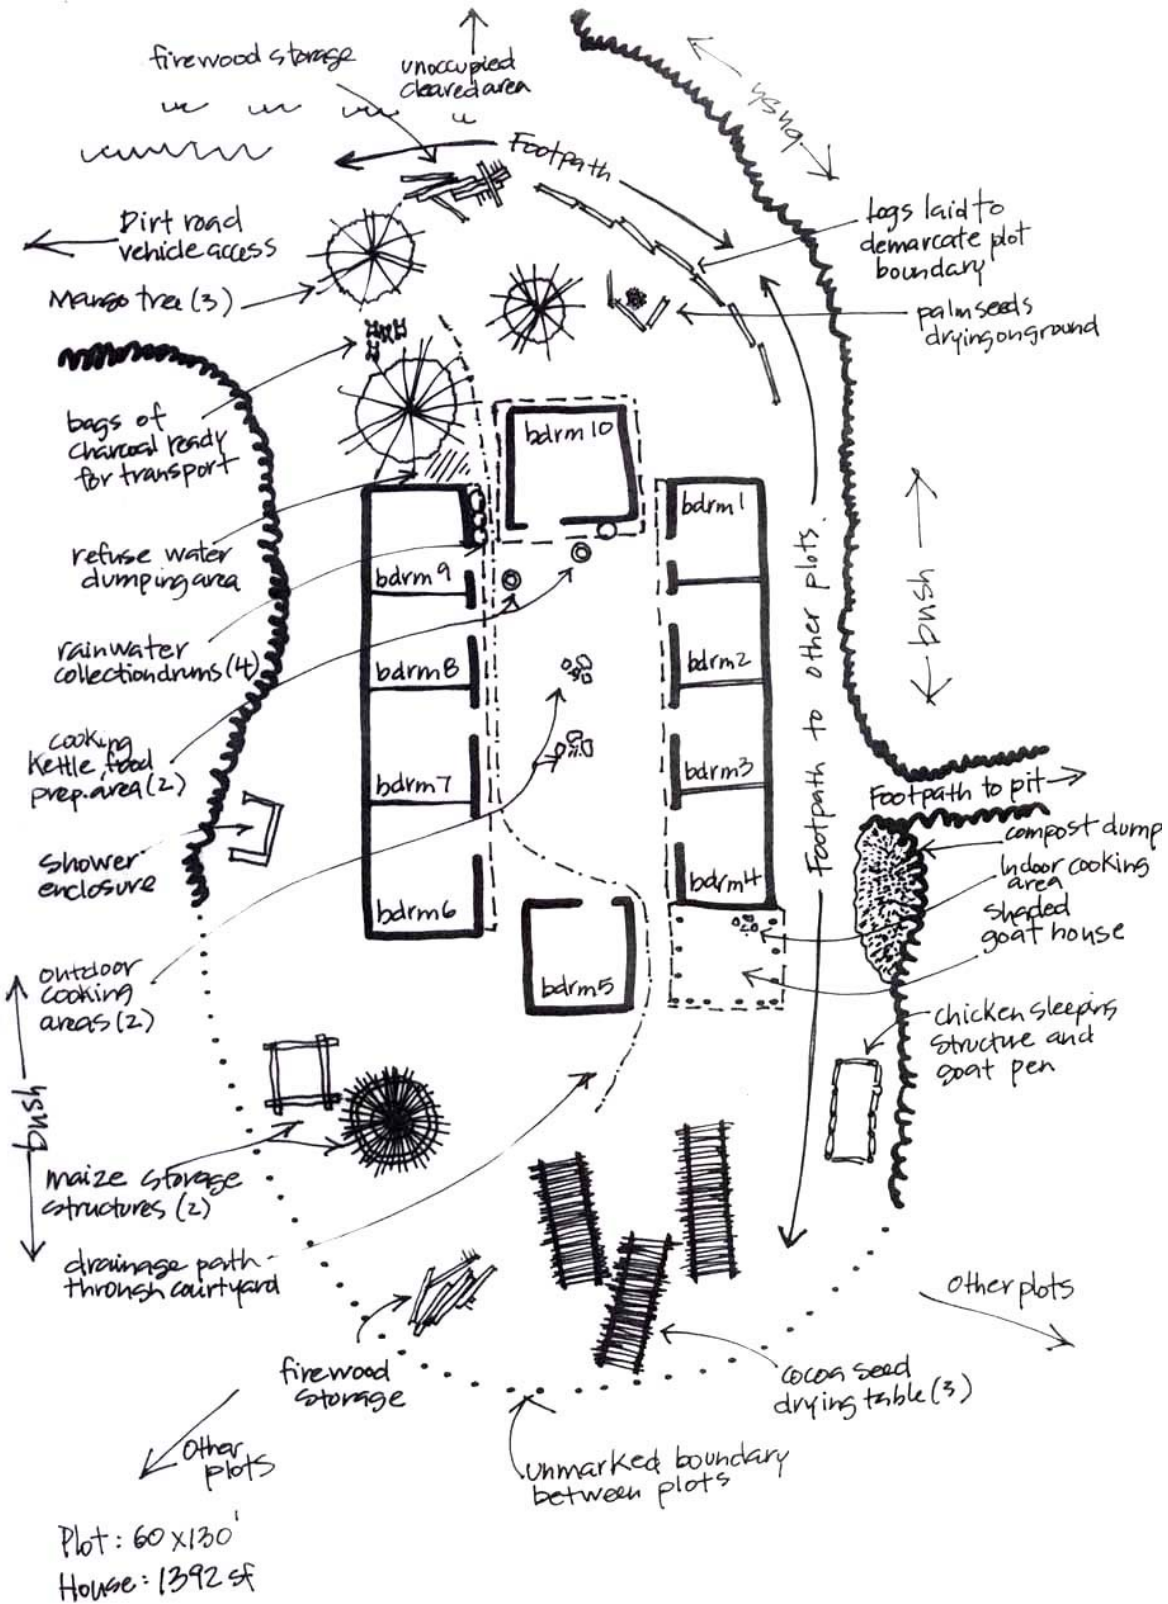 firewood storage
unoccupied
cleared area
bush
Footpath
Logs laid to
demarcate plot
boundary
Dirt road
vehicle access
Mango tree (3)
palm seeds
drying on ground
bags of
charcoal ready
for transport
bdrm 10
bdrm 1
refuse water
dumping area
bdrm 9
bush
rainwater
collection drums (4)
bdrm 8
bdrm 2
Footpath to other plots.
cooking
kettle, food
prep. area (2)
bdrm 7
bdrm 3
Footpath to pit
shower
enclosure
compost dump
indoor cooking
area
bdrm 6
bdrm 4
shaded
goat house
outdoor
cooking
areas (2)
bdrm 5
chicken sleeping
structure and
goat pen
bush
maize storage
structures (2)
drainage path
through courtyard
Other plots
firewood
storage
cocoa seed
drying table (3)
Other
plots
unmarked boundary
between plots
Plot: 60 x 130'
House: 1392 sf